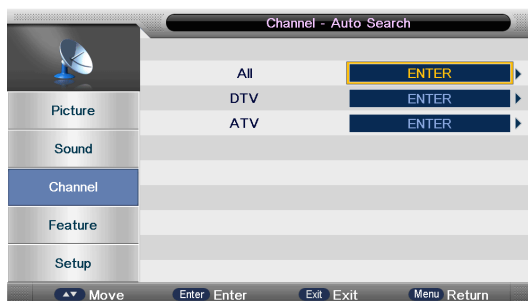 Channel - Auto Search
All ENTER
DTV ENTER
ATV ENTER
Picture
Sound
Channel
Feature
Setup
Move Enter Enter Exit Exit Menu Return